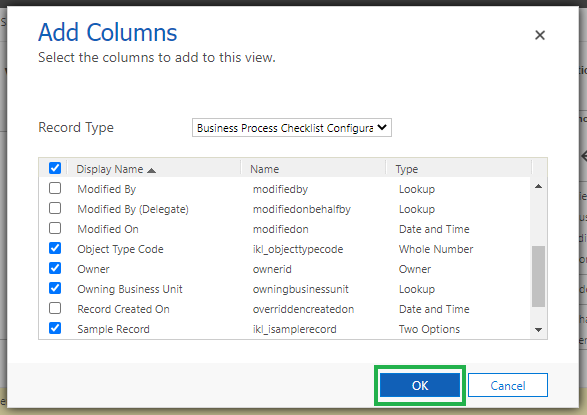 Add Columns
Select the columns to add to this view.
Record Type
Business Process Checklist Configura
Display Name Name Type
Modified By modifiedby Lookup
Modified By (Delegate) modifiedonbehalfby Lookup
Modified On modifiedon Date and Time
Object Type Code ikl_objecttypecode Whole Number
Owner ownerid Owner
Owning Business Unit owningbusinessunit Lookup
Record Created On overriddencreatedon Date and Time
Sample Record ikl_isamplerecord Two Options
OK Cancel